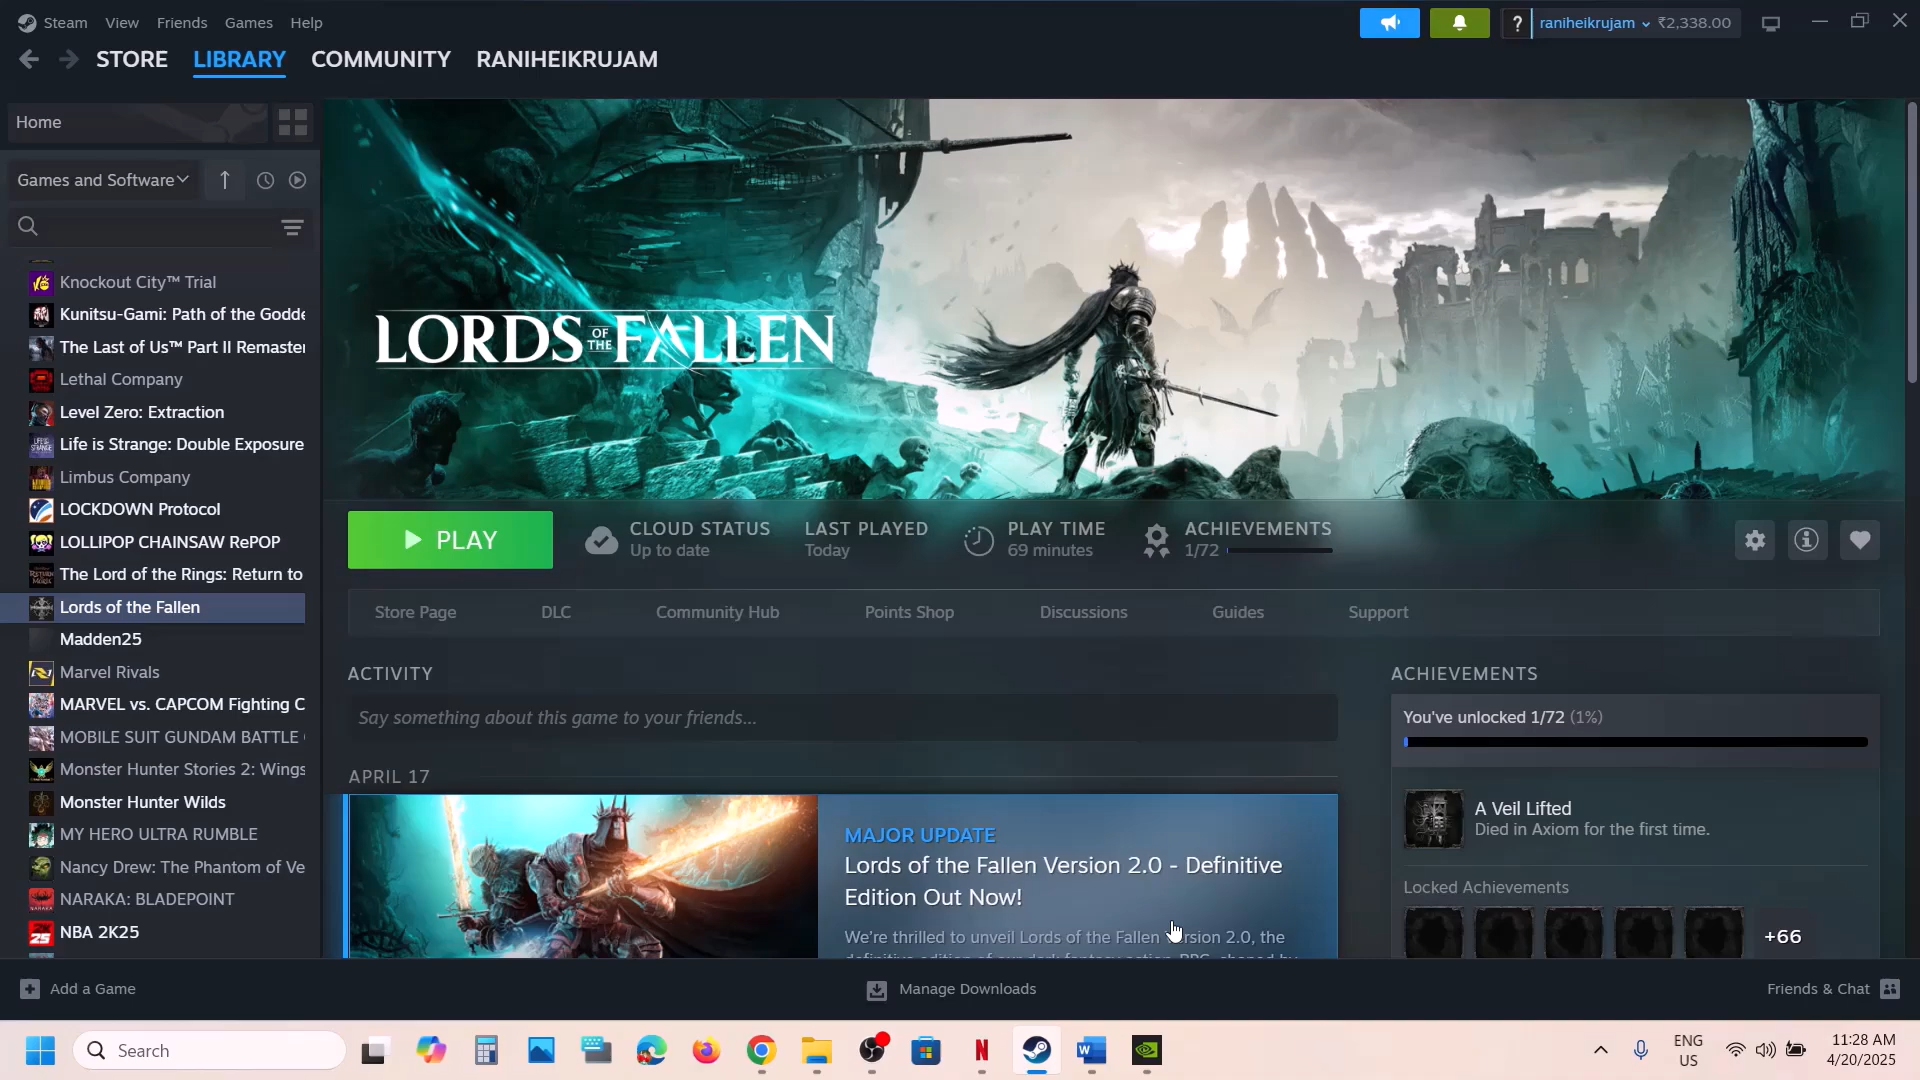 Steam View Friends Games Help
? raniheikrujam ₹2,338.00
STORE LIBRARY COMMUNITY RANIHEIKRUJAM
Home
Games and Software
Knockout City™ Trial
Kunitsu-Gami: Path of the Godde
The Last of Us™ Part II Remaster
Lethal Company
Level Zero: Extraction
Life is Strange: Double Exposure
Limbus Company
LOCKDOWN Protocol
LOLLIPOP CHAINSAW RePOP
The Lord of the Rings: Return to
Lords of the Fallen
Madden25
Marvel Rivals
MARVEL vs. CAPCOM Fighting C
MOBILE SUIT GUNDAM BATTLE
Monster Hunter Stories 2: Wings
Monster Hunter Wilds
MY HERO ULTRA RUMBLE
Nancy Drew: The Phantom of Ve
NARAKA: BLADEPOINT
NBA 2K25
LORDS OF THE FALLEN
PLAY
CLOUD STATUS
Up to date
LAST PLAYED
Today
PLAY TIME
69 minutes
ACHIEVEMENTS
1/72
Store Page DLC Community Hub Points Shop Discussions Guides Support
ACTIVITY
Say something about this game to your friends...
APRIL 17
MAJOR UPDATE
Lords of the Fallen Version 2.0 - Definitive
Edition Out Now!
We're thrilled to unveil Lords of the Fallen Version 2.0, the
ACHIEVEMENTS
You've unlocked 1/72 (1%)
A Veil Lifted
Died in Axiom for the first time.
Locked Achievements
+66
Add a Game
Manage Downloads
Friends & Chat
Search
ENG
US
11:28 AM
4/20/2025